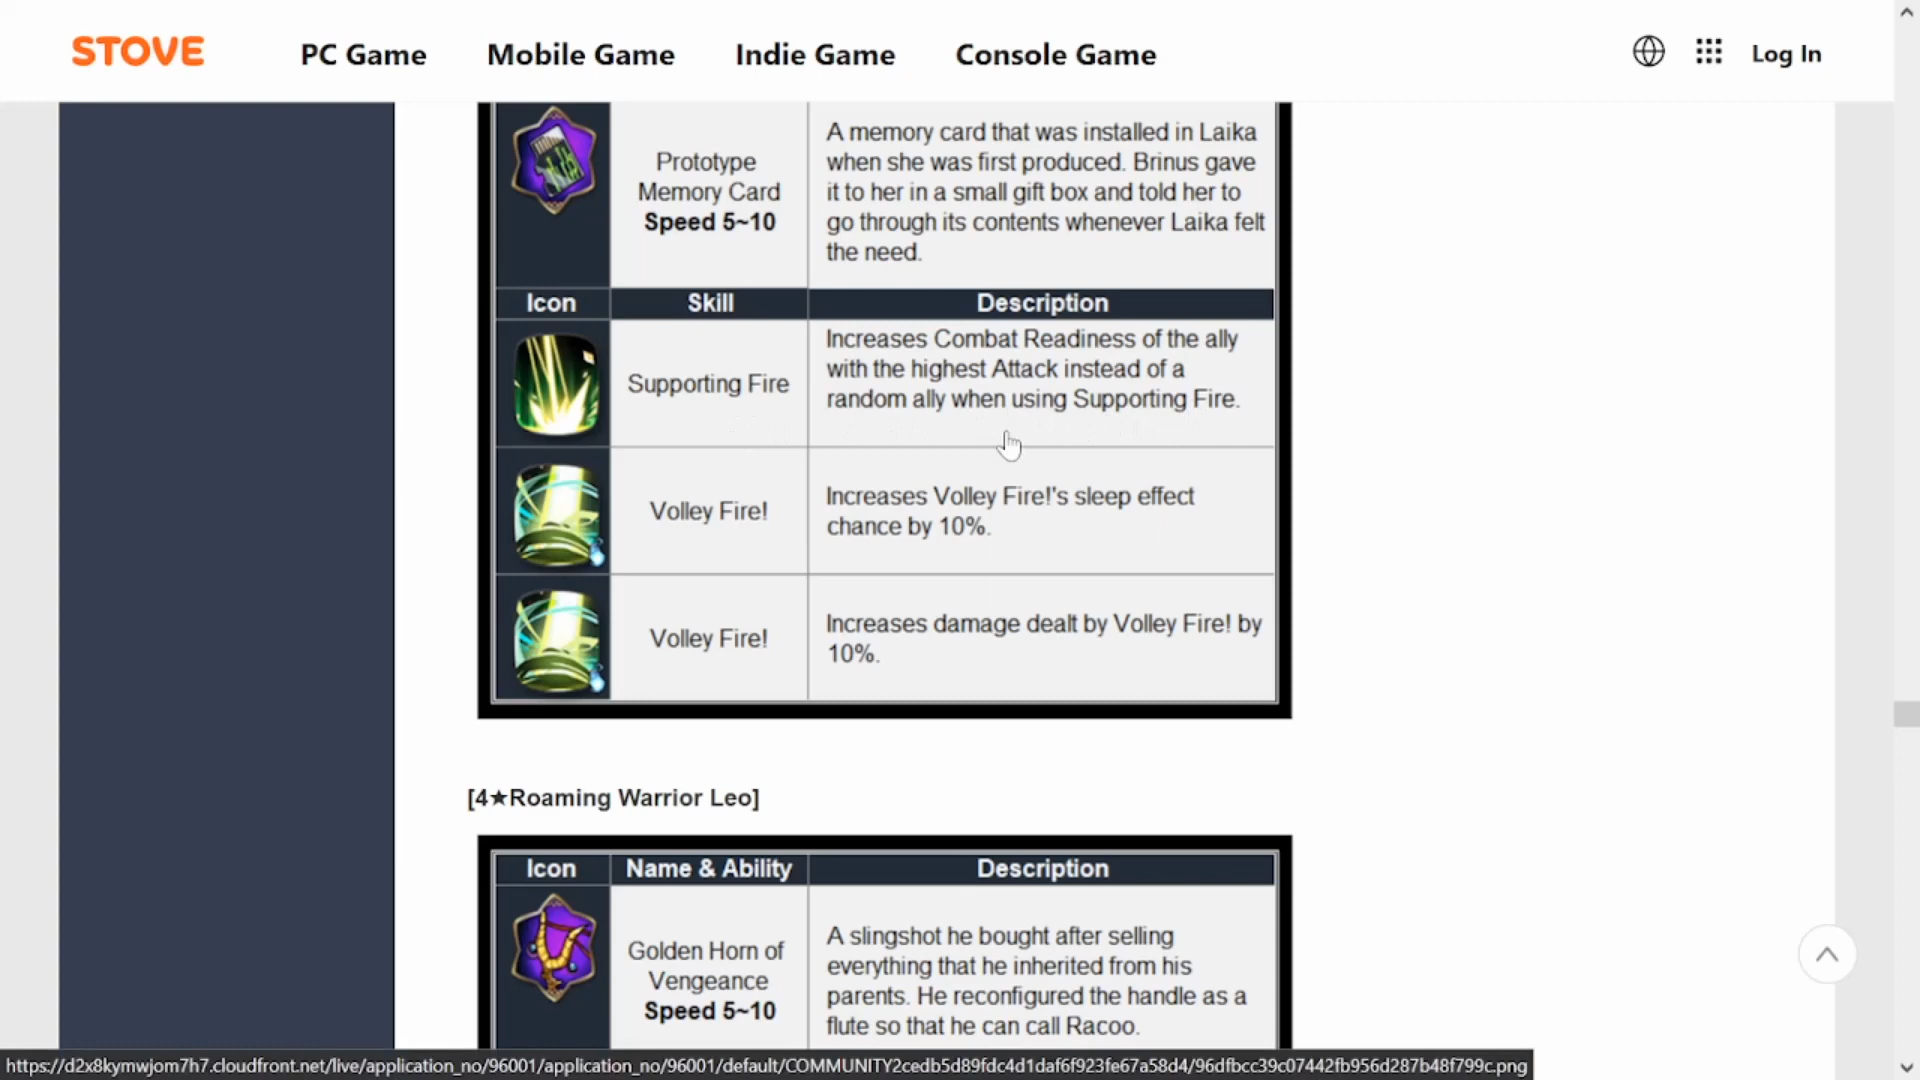 STOVE
PC Game
Mobile Game
Indie Game
Console Game
Log In
Prototype
Memory Card
Speed 5~10
A memory card that was installed in Laika
when she was first produced. Brinus gave
it to her in a small gift box and told her to
go through its contents whenever Laika felt
the need.
Icon
Skill
Description
Supporting Fire
Increases Combat Readiness of the ally
with the highest Attack instead of a
random ally when using Supporting Fire.
Volley Fire!
Increases Volley Fire!'s sleep effect
chance by 10%.
Volley Fire!
Increases damage dealt by Volley Fire! by
10%.
[4★Roaming Warrior Leo]
Icon
Name & Ability
Description
Golden Horn of
Vengeance
Speed 5~10
A slingshot he bought after selling
everything that he inherited from his
parents. He reconfigured the handle as a
flute so that he can call Racoo.
https://d2x8kymwjom7h7.cloudfront.net/live/application_no/96001/application_no/96001/default/COMMUNITY2cedb5d89fdc4d1daf6f923fe67a58d4/96dfbcc39c07442fb956d287b48f799c.png